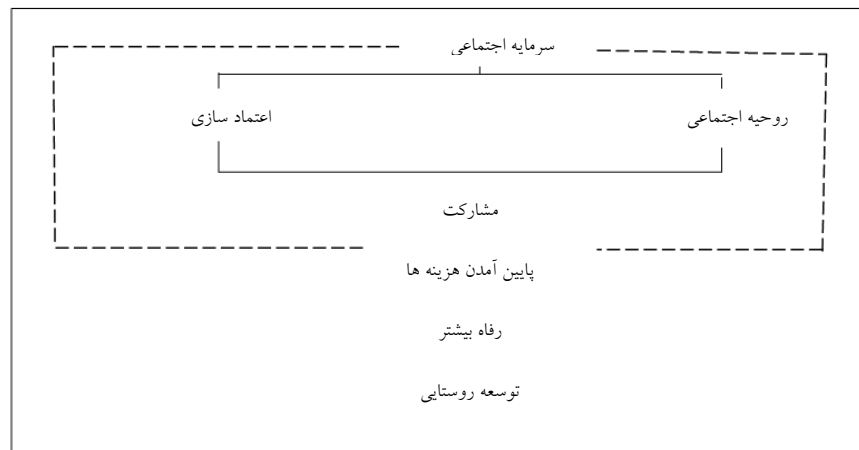 سرمایه اجتماعی
روحیه اجتماعی
اعتماد سازی
مشارکت
پایین آمدن هزینه ها
رفاه بیشتر
توسعه روستایی